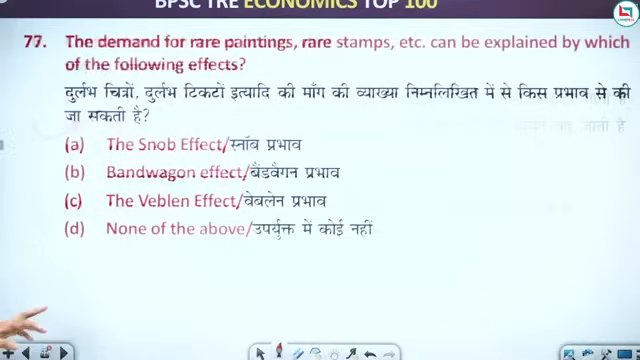 BPSC TRE ECONOMICS TOP 100
77. The demand for rare paintings, rare stamps, etc. can be explained by which
of the following effects?
दुर्लभ चित्रों, दुर्लभ टिकटों इत्यादि की माँग की व्याख्या निम्नलिखित में से किस प्रभाव से की
जा सकती है?
(a) The Snob Effect/स्नॉब प्रभाव
(b) Bandwagon effect/बैंडवैगन प्रभाव
(c) The Veblen Effect/वेबलेन प्रभाव
(d) None of the above/उपर्युक्त में कोई नहीं